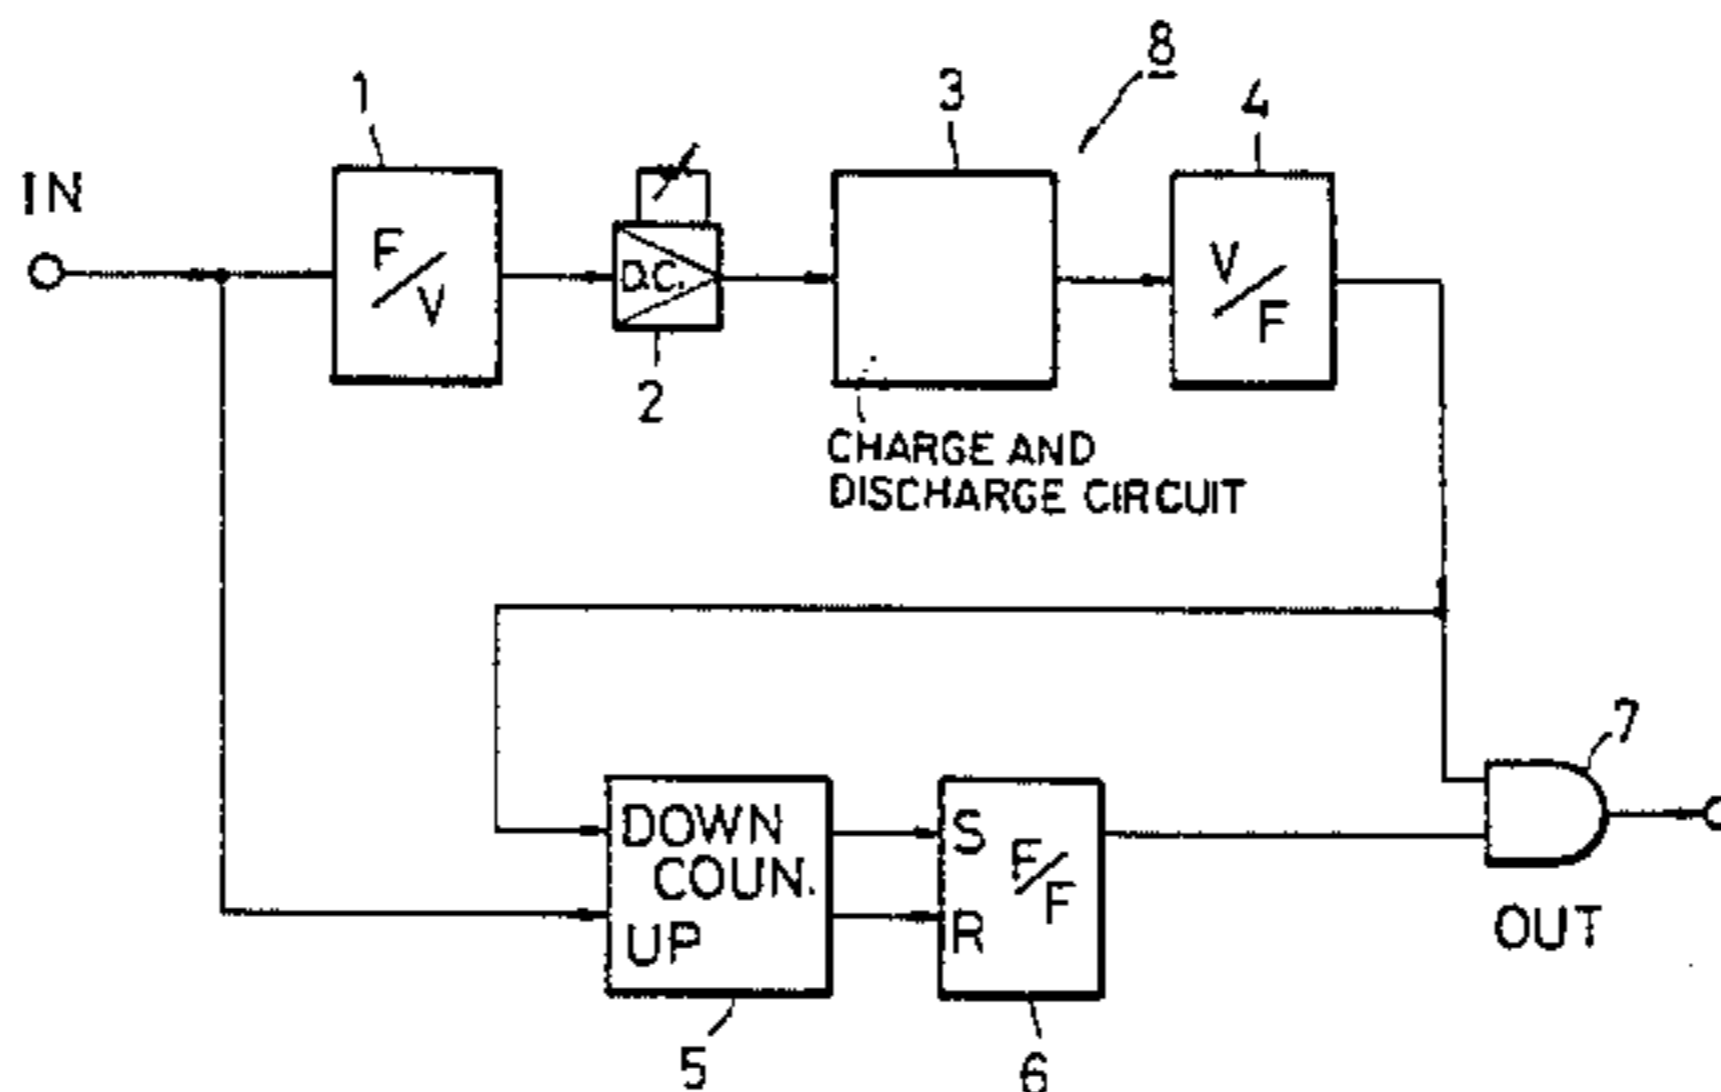 1
3
8
4
IN
F/V
D.C.
V/F
2
CHARGE AND
DISCHARGE CIRCUIT
7
DOWN
COUN.
UP
S
R
F/F
OUT
5
6